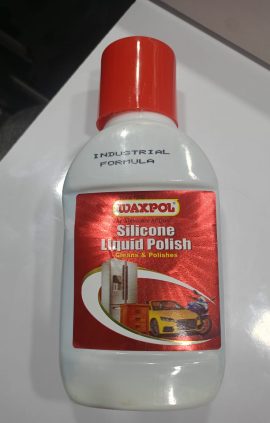 INDUSTRIAL
FORMULA
WAXPOL
Silicone
Liquid Polish
Cleans & Polishes